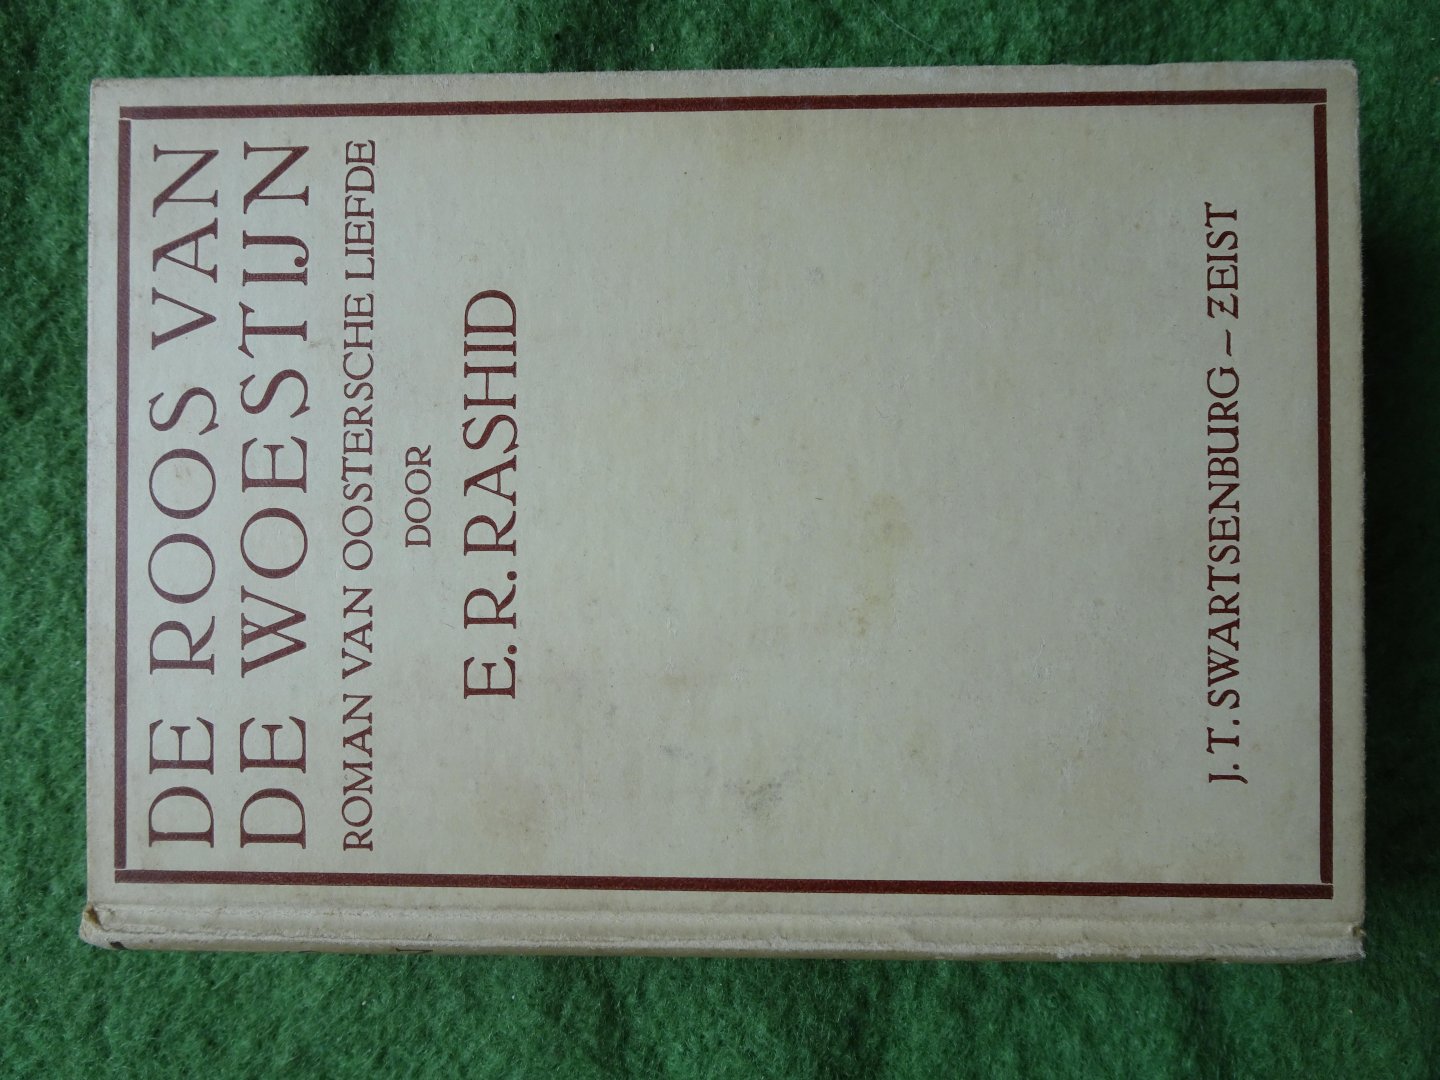 DE ROOS VAN
DE WOESTIJN
ROMAN VAN OOSTERSCHE LIEFDE
DOOR
E. R. RASHID
J. T. SWARTSENBURG – ZEIST